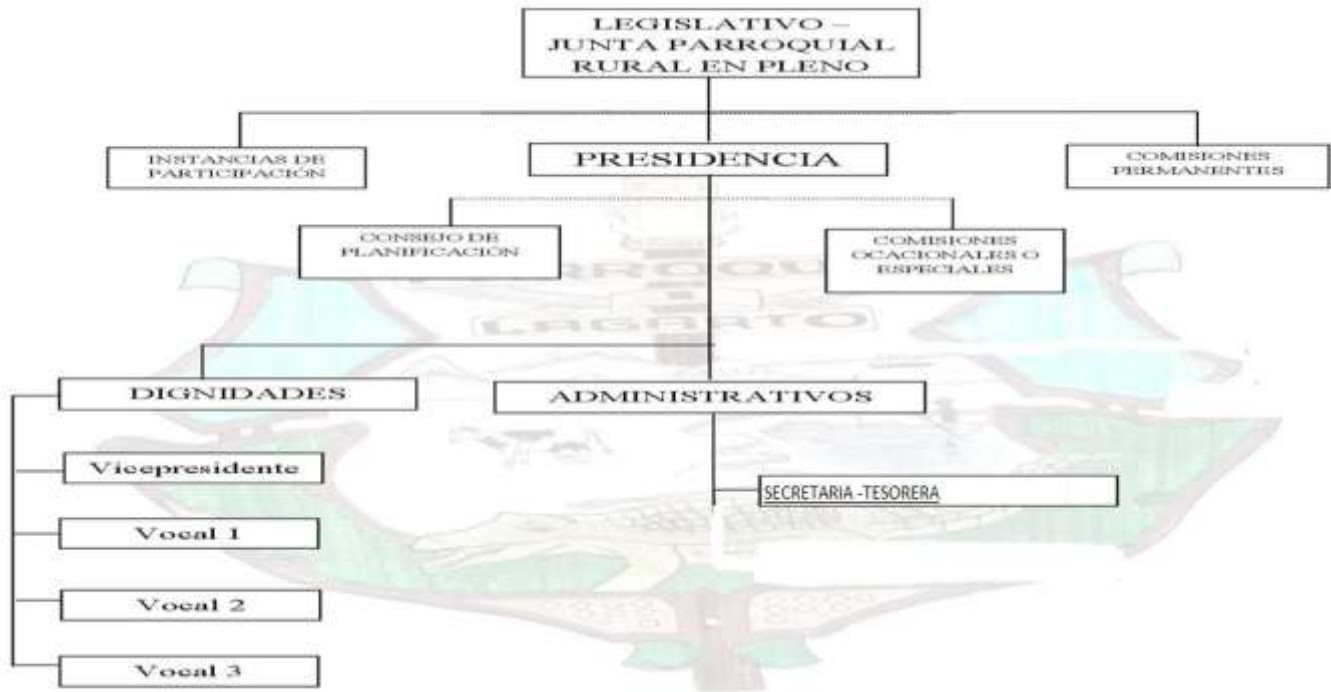 LEGISLATIVO –
JUNTA PARROQUIAL
RURAL EN PLENO
INSTANCIAS DE
PARTICIPACIÓN
PRESIDENCIA
COMISIONES
PERMANENTES
CONSEJO DE
PLANIFICACIÓN
COMISIONES
OCACIONALES O
ESPECIALES
LAGARTO
DIGNIDADES
ADMINISTRATIVOS
Vicepresidente
SECRETARIA -TESORERA
Vocal 1
Vocal 2
Vocal 3